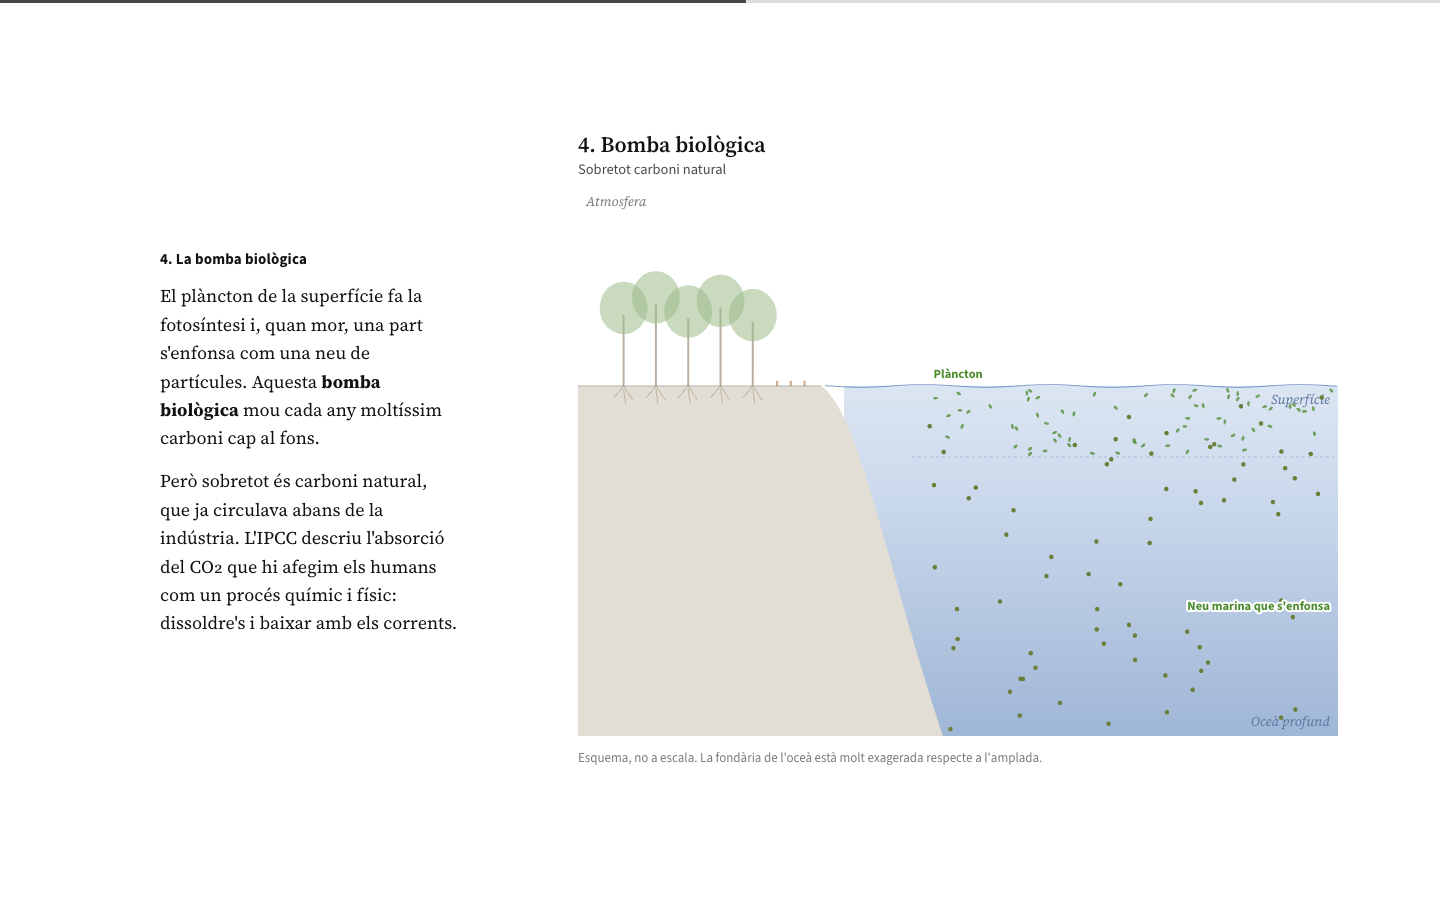 4. La bomba biològica
El plàncton de la superfície fa la
fotosíntesi i, quan mor, una part
s'enfonsa com una neu de
partícules. Aquesta bomba
biològica mou cada any moltíssim
carboni cap al fons.
Però sobretot és carboni natural,
que ja circulava abans de la
indústria. L'IPCC descriu l'absorció
del CO₂ que hi afegim els humans
com un procés químic i físic:
dissoldre's i baixar amb els corrents.
4. Bomba biològica
Sobretot carboni natural
Atmosfera
Plàncton
Superfície
Neu marina que s'enfonsa
Oceà profund
Esquema, no a escala. La fondària de l'oceà està molt exagerada respecte a l'amplada.